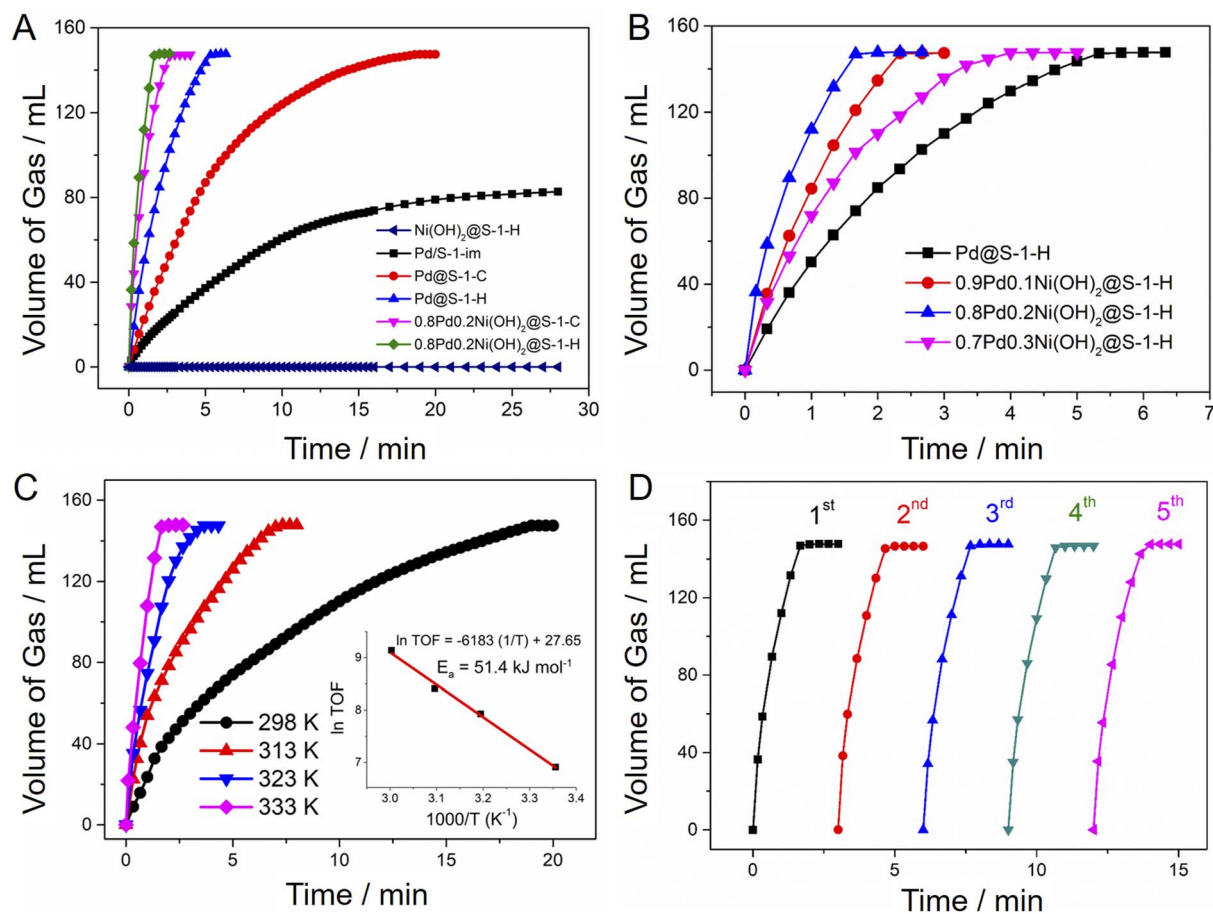 A
Volume of Gas / mL
160
120
80
40
0
Ni(OH)2@S-1-H
Pd/S-1-im
Pd@S-1-C
Pd@S-1-H
0.8Pd0.2Ni(OH)2@S-1-C
0.8Pd0.2Ni(OH)2@S-1-H
0 5 10 15 20 25 30
Time / min
B
Volume of Gas / mL
160
120
80
40
0
Pd@S-1-H
0.9Pd0.1Ni(OH)2@S-1-H
0.8Pd0.2Ni(OH)2@S-1-H
0.7Pd0.3Ni(OH)2@S-1-H
0 1 2 3 4 5 6 7
Time / min
C
Volume of Gas / mL
160
120
80
40
0
298 K
313 K
323 K
333 K
ln TOF = -6183 (1/T) + 27.65
Ea = 51.4 kJ mol-1
ln TOF
9
8
7
3.0 3.1 3.2 3.3 3.4
1000/T (K-1)
0 5 10 15 20
Time / min
D
Volume of Gas / mL
160
120
80
40
0
1st 2nd 3rd 4th 5th
0 5 10 15
Time / min